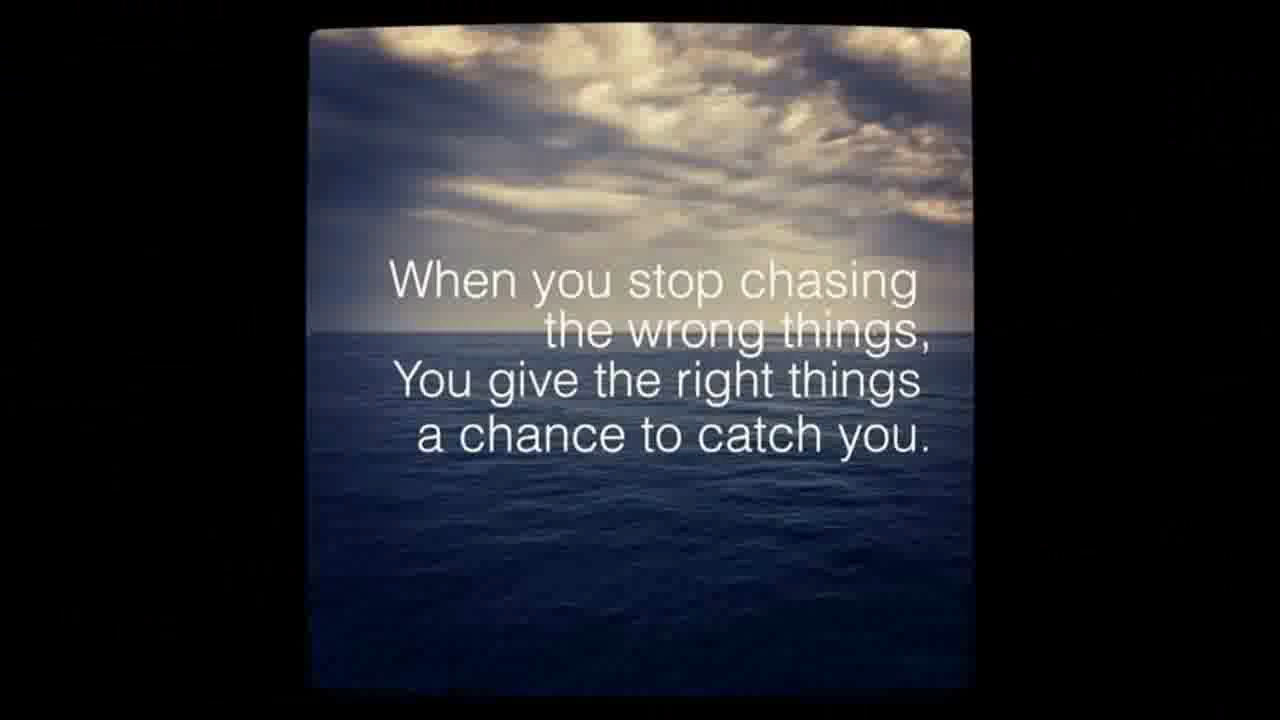 When you stop chasing
the wrong things,
You give the right things
a chance to catch you.